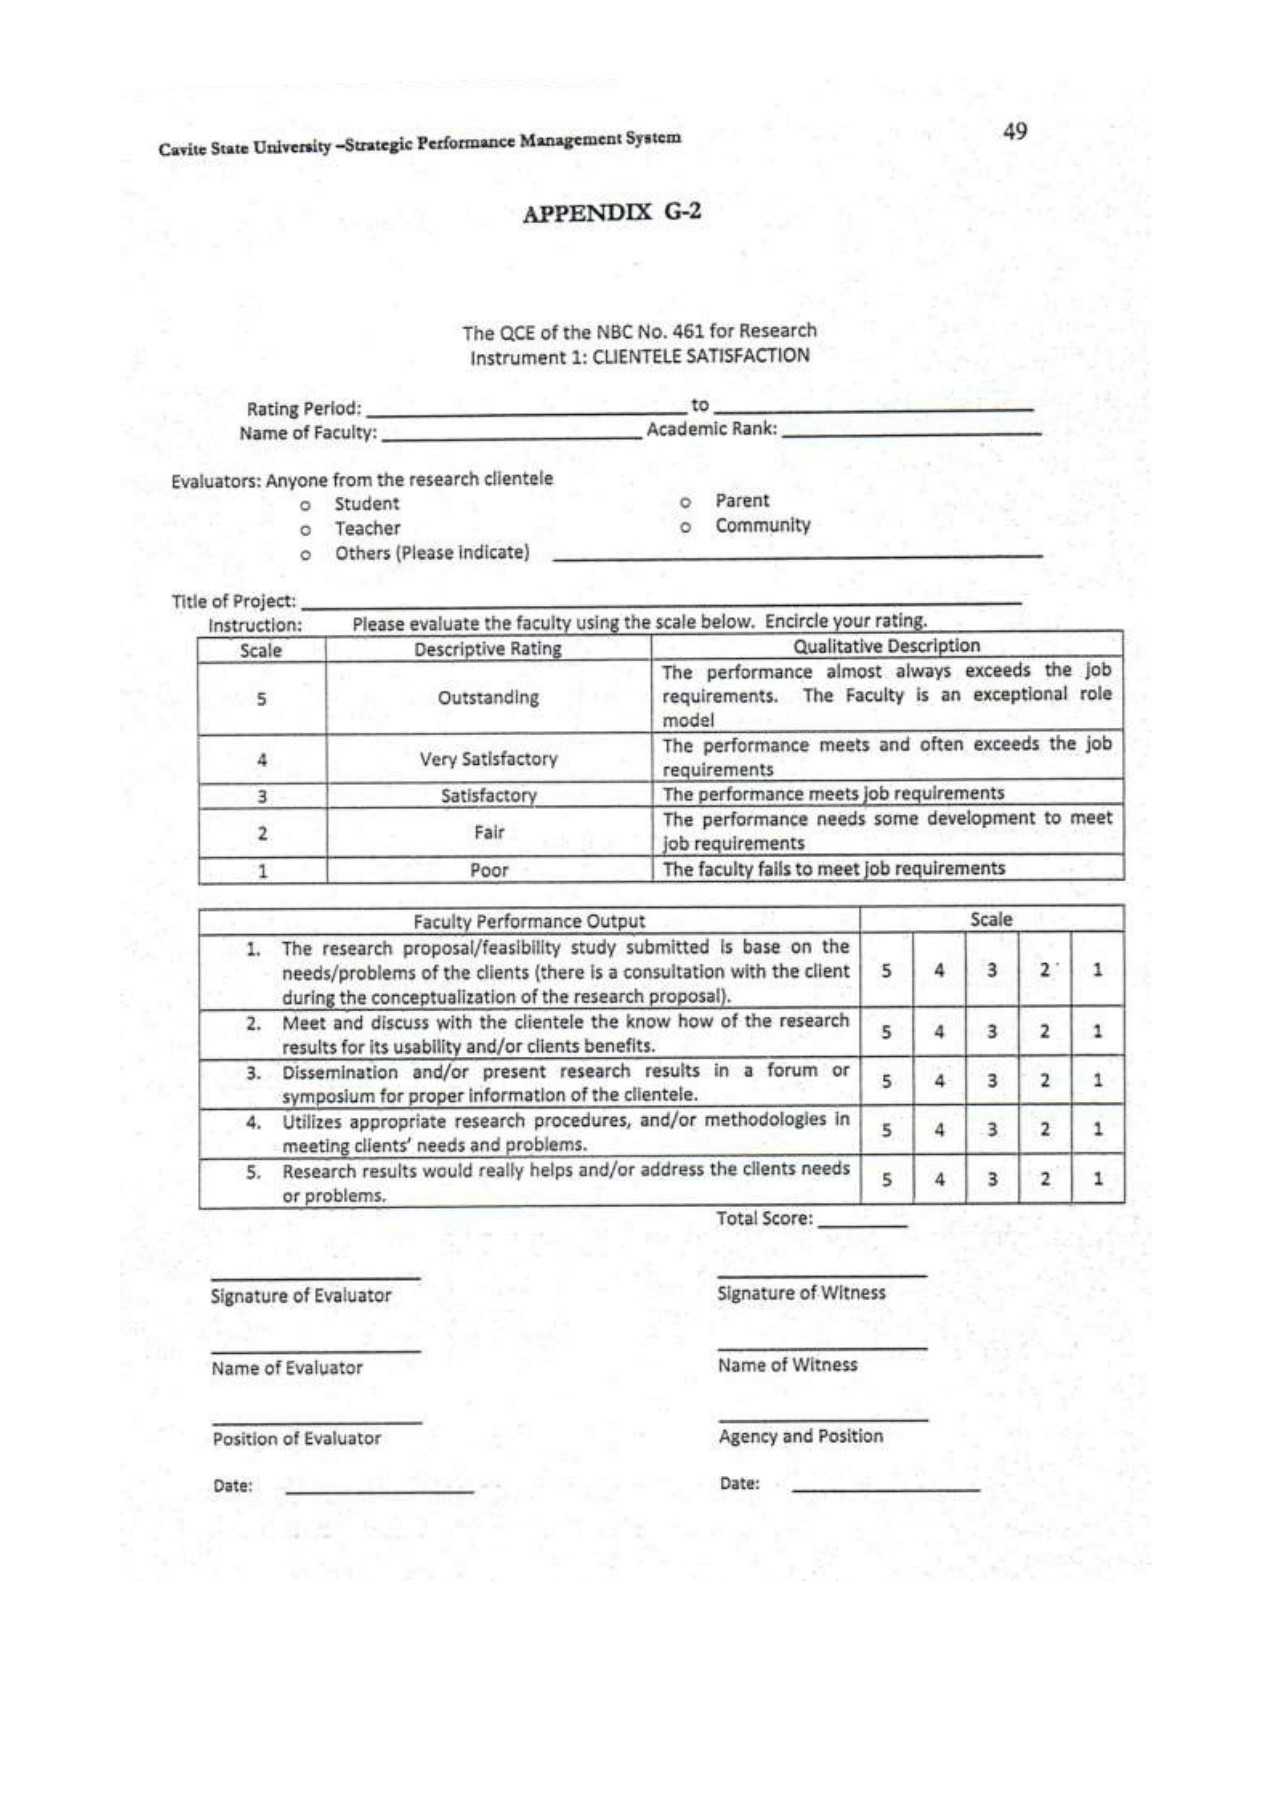 Cavite State University –Strategic Performance Management System
49
APPENDIX G-2
The QCE of the NBC No. 461 for Research
Instrument 1: CLIENTELE SATISFACTION
Rating Period: ____________ to ____________
Name of Faculty: ____________ Academic Rank: ____________
Evaluators: Anyone from the research clientele
o Student
o Parent
o Teacher
o Community
o Others (Please indicate) ____________
Title of Project: ____________
Instruction: Please evaluate the faculty using the scale below. Encircle your rating.
Scale Descriptive Rating Qualitative Description
5 Outstanding
The performance almost always exceeds the job
requirements. The Faculty is an exceptional role
model
4 Very Satisfactory
The performance meets and often exceeds the job
requirements
3 Satisfactory The performance meets job requirements
2 Fair
The performance needs some development to meet
job requirements
1 Poor The faculty fails to meet job requirements
Faculty Performance Output Scale
1. The research proposal/feasibility study submitted is base on the
needs/problems of the clients (there is a consultation with the client
during the conceptualization of the research proposal).
5 4 3 2 1
2. Meet and discuss with the clientele the know how of the research
results for its usability and/or clients benefits.
5 4 3 2 1
3. Dissemination and/or present research results in a forum or
symposium for proper information of the clientele.
5 4 3 2 1
4. Utilizes appropriate research procedures, and/or methodologies in
meeting clients' needs and problems.
5 4 3 2 1
5. Research results would really helps and/or address the clients needs
or problems.
5 4 3 2 1
Total Score: ________
Signature of Evaluator
Signature of Witness
Name of Evaluator
Name of Witness
Position of Evaluator
Agency and Position
Date: ____________
Date: ____________